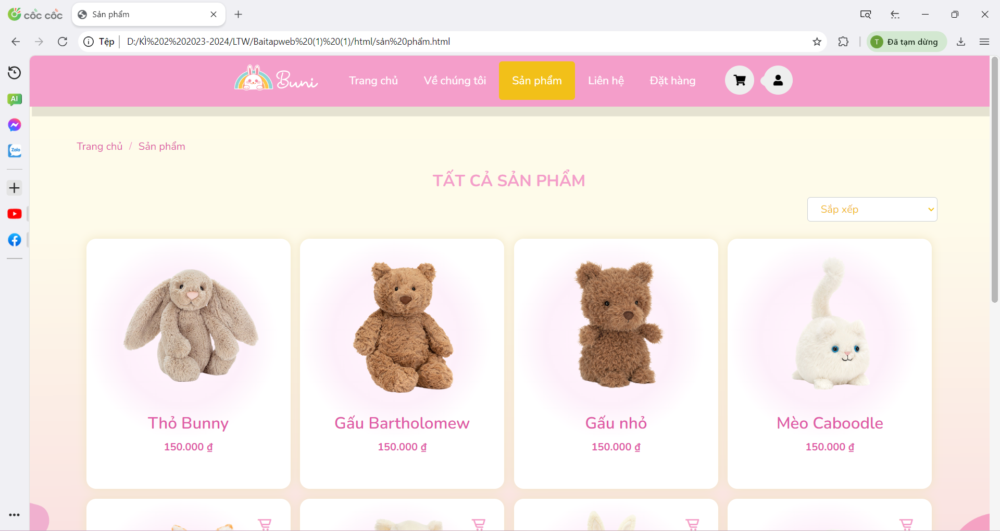 cốc cốc
Sản phẩm
Tệp
D:/KÌ%202%202023-2024/LTW/Baitapweb%20(1)%20(1)/html/sản%20phẩm.html
T
Đã tạm dừng
AI
Zalo
Buni
Trang chủ
Về chúng tôi
Sản phẩm
Liên hệ
Đặt hàng
Trang chủ / Sản phẩm
TẤT CẢ SẢN PHẨM
Sắp xếp
Thỏ Bunny
150.000 ₫
Gấu Bartholomew
150.000 ₫
Gấu nhỏ
150.000 ₫
Mèo Caboodle
150.000 ₫